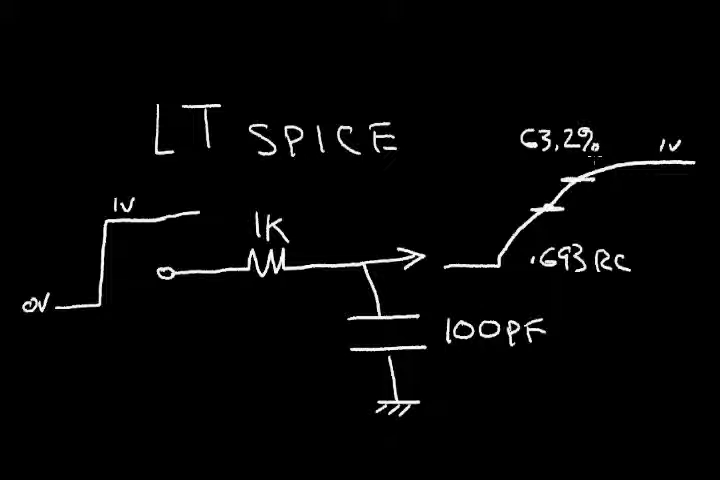 LT SPICE
63.2%
1V
1V
1K
.693RC
0V
100PF